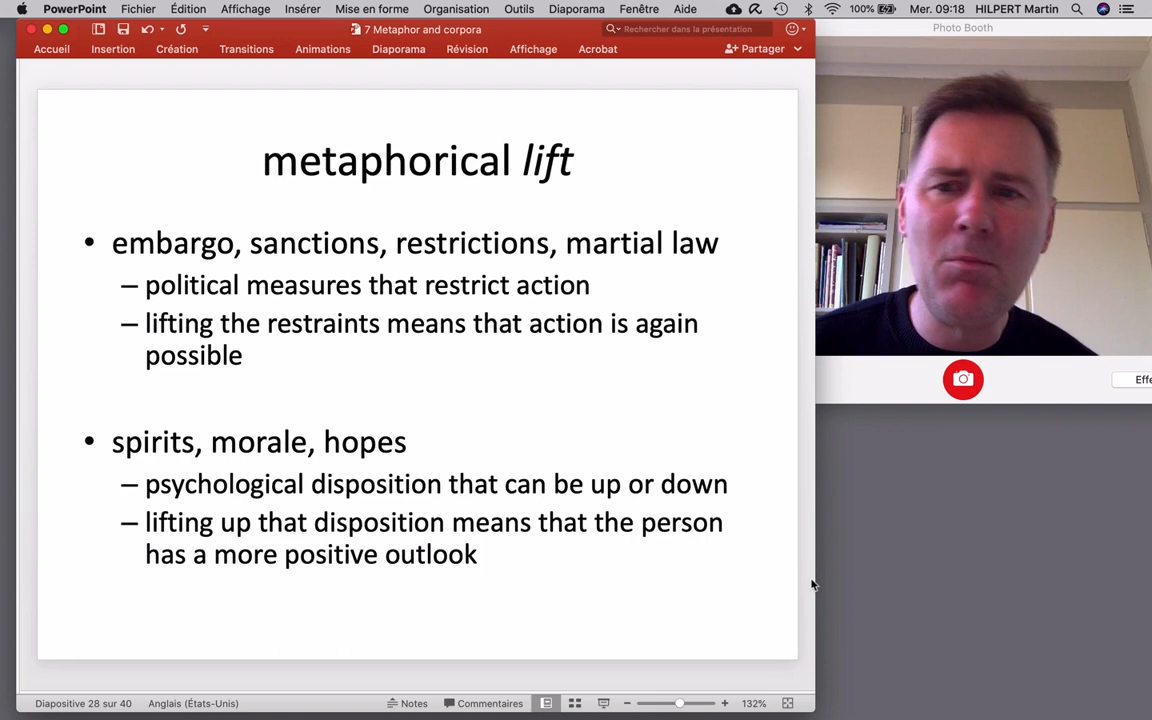 PowerPoint Fichier Édition Affichage Insérer Mise en forme Organisation Outils Diaporama Fenêtre Aide 100% Mer. 09:18 HILPERT Martin
7 Metaphor and corpora
Rechercher dans la présentation
Photo Booth
Accueil Insertion Création Transitions Animations Diaporama Révision Affichage Acrobat Partager
metaphorical lift
• embargo, sanctions, restrictions, martial law
– political measures that restrict action
– lifting the restraints means that action is again
possible
• spirits, morale, hopes
– psychological disposition that can be up or down
– lifting up that disposition means that the person
has a more positive outlook
Effe
Diapositive 28 sur 40 Anglais (États-Unis) Notes Commentaires 132%